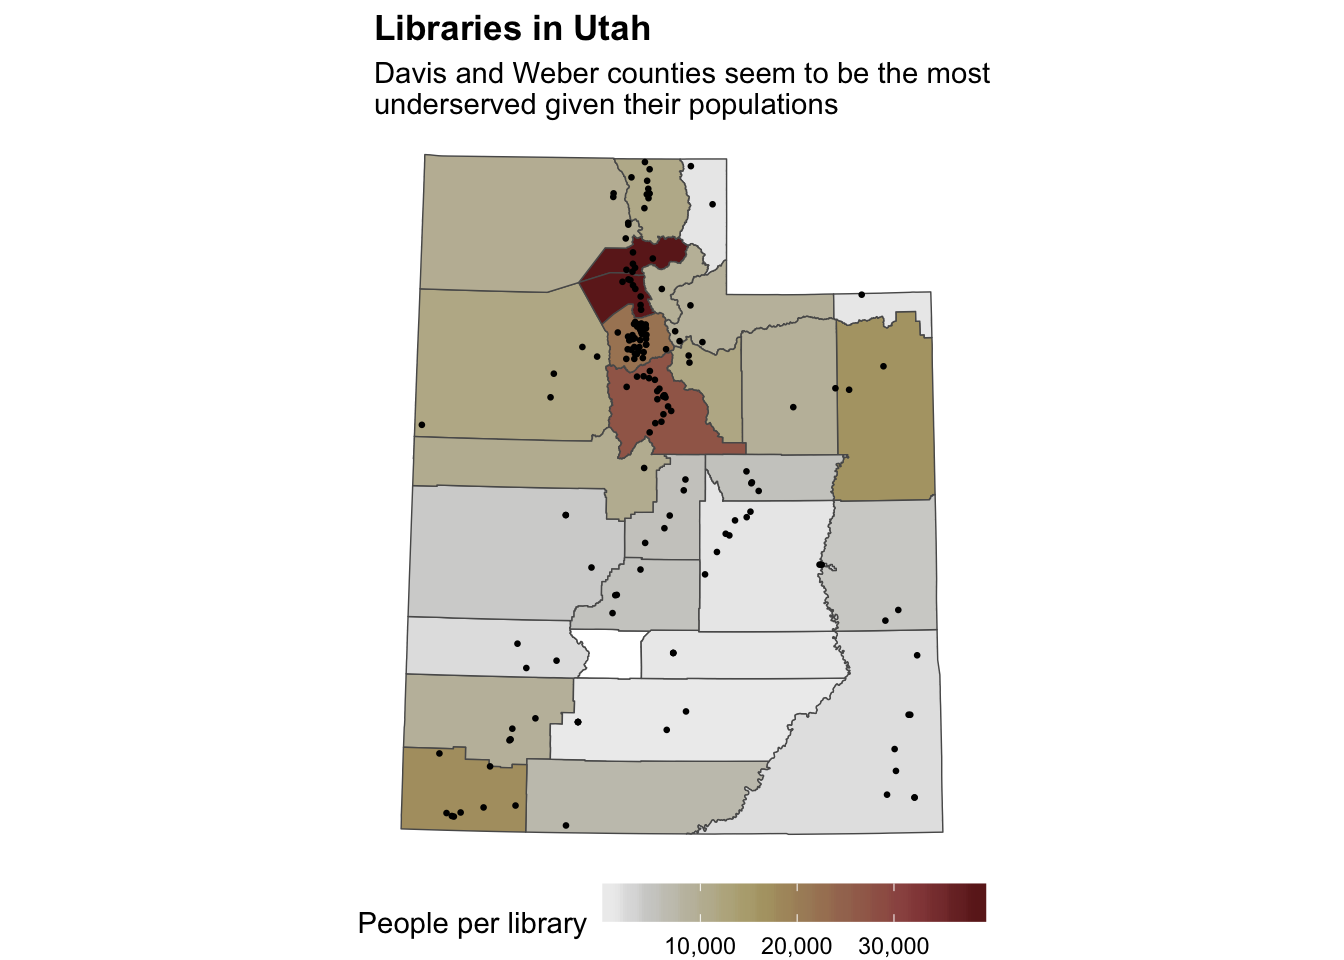 Libraries in Utah
Davis and Weber counties seem to be the most
underserved given their populations
People per library
10,000 20,000 30,000